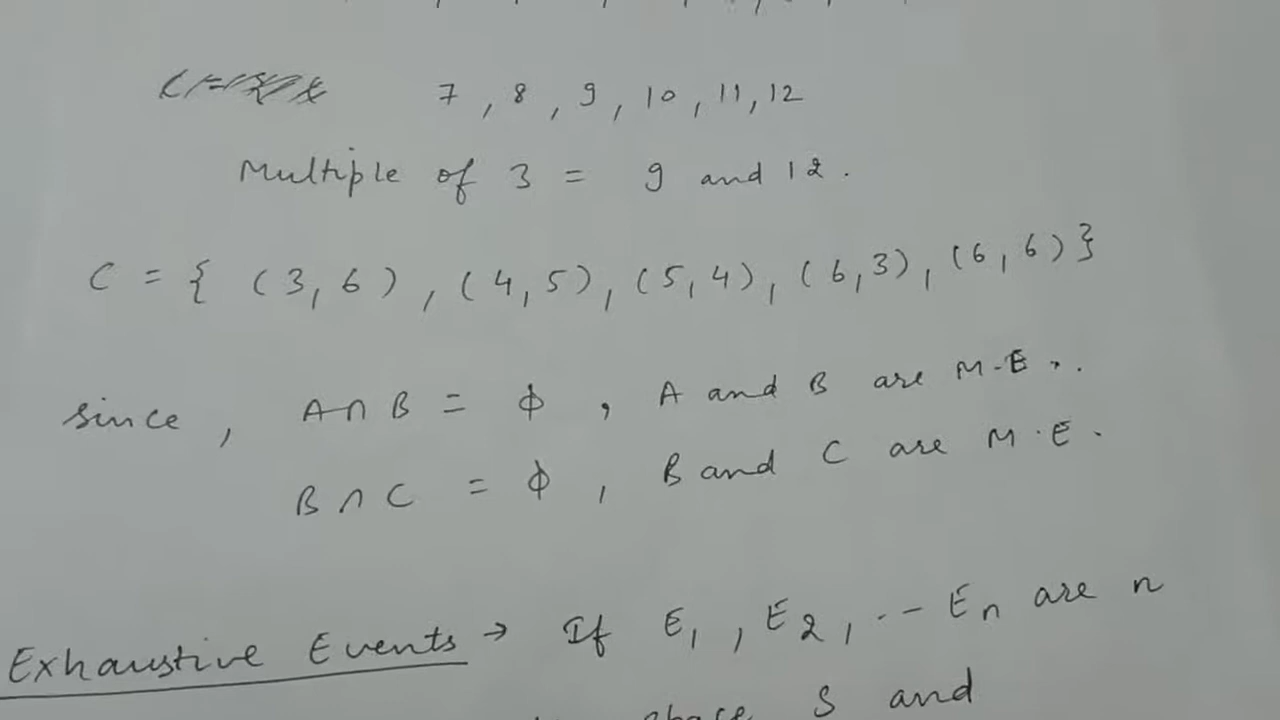 7, 8, 9, 10, 11, 12
Multiple of 3 = 9 and 12.
C = { (3, 6), (4, 5), (5, 4), (6, 3), (6, 6) }
since, A ∩ B = ϕ, A and B are M.E..
B ∩ C = ϕ, B and C are M.E.
Exhaustive Events → If E₁, E₂, ... Eₙ are n
space S and